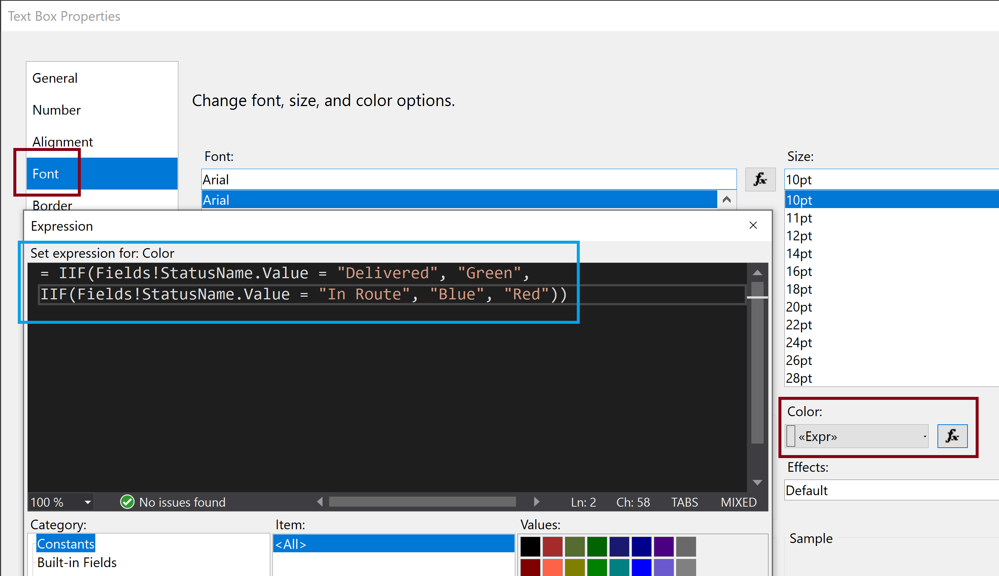 Text Box Properties
General
Number
Alignment
Font
Border
Change font, size, and color options.
Font:
Arial
Arial
fx
Size:
10pt
10pt
11pt
12pt
14pt
16pt
18pt
20pt
22pt
24pt
26pt
28pt
Color:
«Expr»
fx
Effects:
Default
Sample
Expression
Set expression for: Color
= IIF(Fields!StatusName.Value = "Delivered", "Green",
IIF(Fields!StatusName.Value = "In Route", "Blue", "Red"))
100 %
No issues found
Ln: 2
Ch: 58
TABS
MIXED
Category:
Constants
Built-in Fields
Item:
<All>
Values: